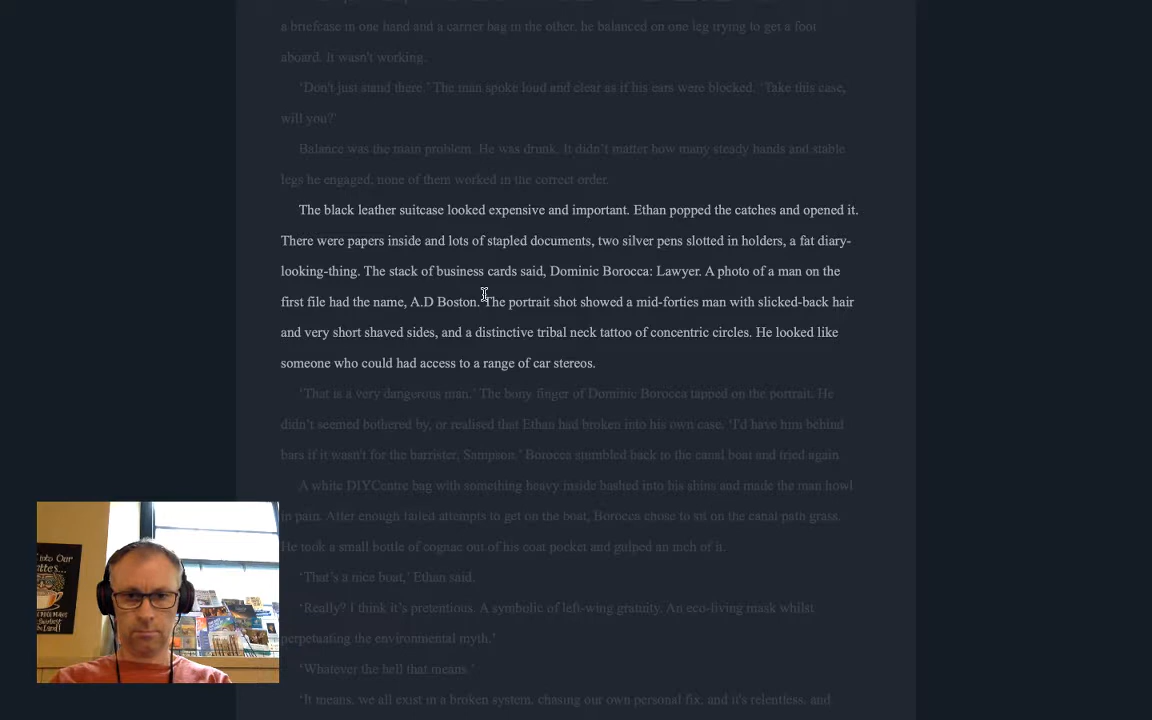 a briefcase in one hand and a carrier bag in the other, he balanced on one leg trying to get a foot
aboard. It wasn't working.
‘Don't just stand there.’ The man spoke loud and clear as if his ears were blocked. ‘Take this case,
will you?’
Balance was the main problem. He was drunk. It didn’t matter how many steady hands and stable
legs he engaged, none of them worked in the correct order.
The black leather suitcase looked expensive and important. Ethan popped the catches and opened it.
There were papers inside and lots of stapled documents, two silver pens slotted in holders, a fat diary-
looking-thing. The stack of business cards said, Dominic Borocca: Lawyer. A photo of a man on the
first file had the name, A.D Boston. The portrait shot showed a mid-forties man with slicked-back hair
and very short shaved sides, and a distinctive tribal neck tattoo of concentric circles. He looked like
someone who could had access to a range of car stereos.
‘That is a very dangerous man.’ The bony finger of Dominic Borocca tapped on the portrait. He
didn’t seemed bothered by, or realised that Ethan had broken into his own case. ‘I'd have him behind
bars if it wasn't for the barrister, Sampson.’ Borocca stumbled back to the canal boat and tried again.
A white DIYCentre bag with something heavy inside bashed into his shins and made the man howl
in pain. After enough failed attempts to get on the boat, Borocca chose to sit on the canal path grass.
He took a small bottle of cognac out of his coat pocket and gulped an inch of it.
‘That’s a nice boat,’ Ethan said.
‘Really? I think it’s pretentious. A symbolic of left-wing gratuity. An eco-living mask whilst
perpetuating the environmental myth.’
‘Whatever the hell that means.’
‘It means, we all exist in a broken system, chasing our own personal fix, and it's relentless, and
into Our